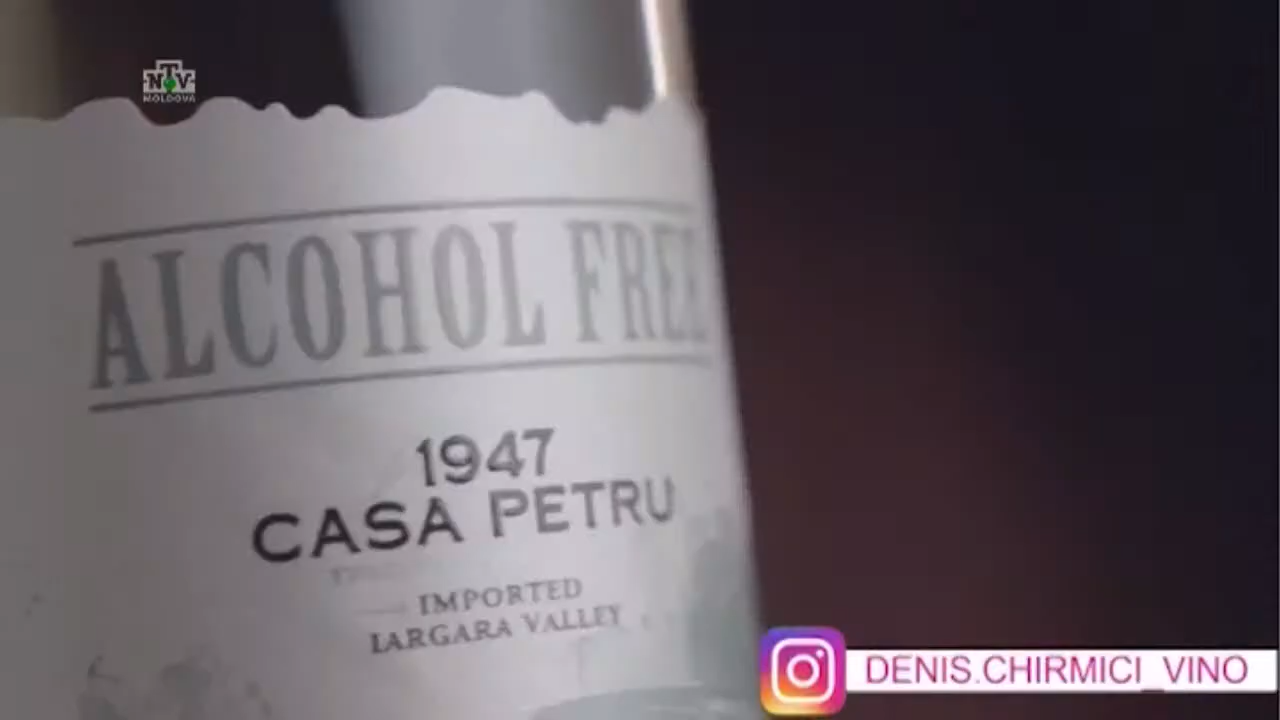 NTV
MOLDOVA
ALCOHOL FREE
1947
CASA PETRU
IMPORTED
IARGARA VALLEY
DENIS.CHIRMICI_VINO